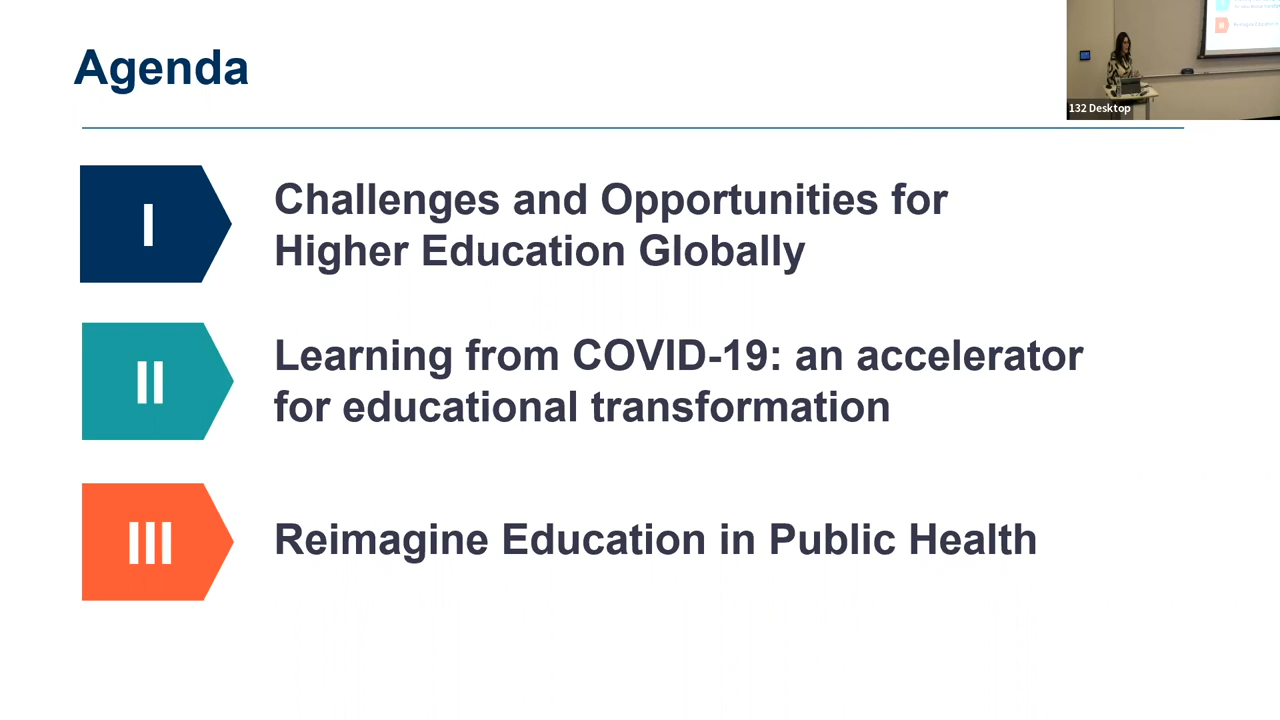 Agenda
132 Desktop
I
Challenges and Opportunities for
Higher Education Globally
II
Learning from COVID-19: an accelerator
for educational transformation
III
Reimagine Education in Public Health